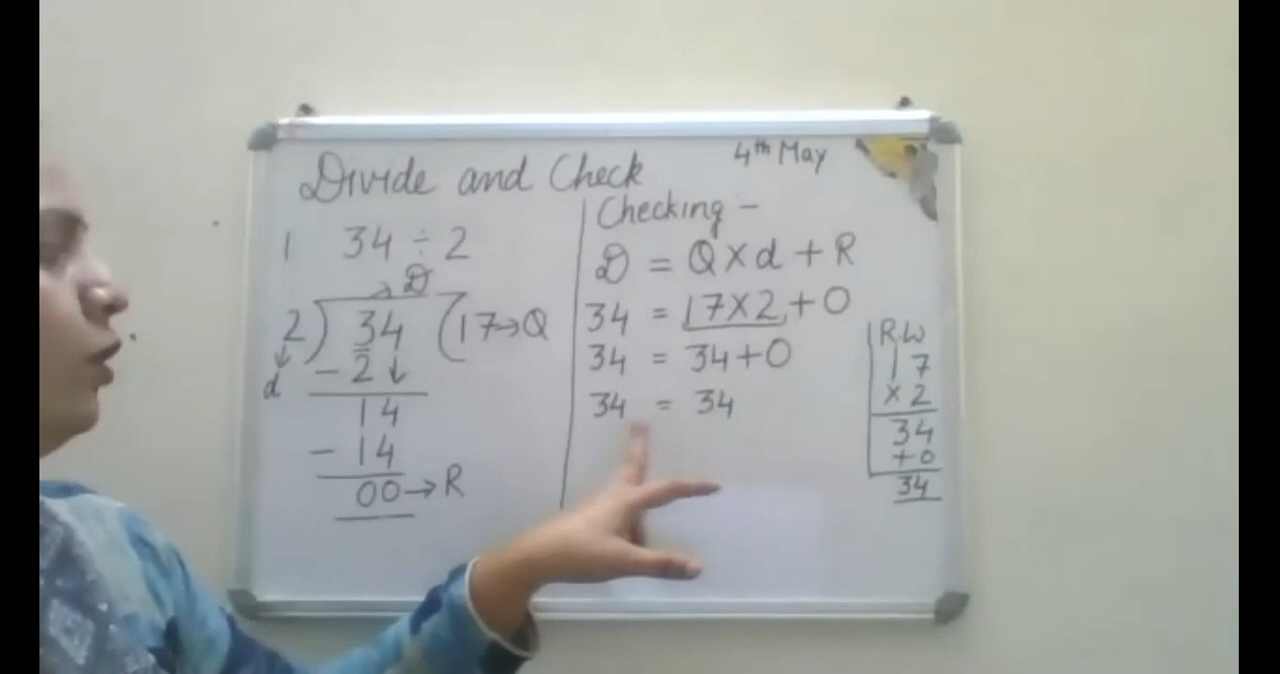 Divide and Check
4th May
1 34 ÷ 2
→ D
2 ) 34 ( 17 → Q
d
- 2 ↓
14
- 14
00 → R
Checking -
D = Q × d + R
34 = 17 × 2 + 0
34 = 34 + 0
34 = 34
R.W
17
× 2
34
+ 0
34